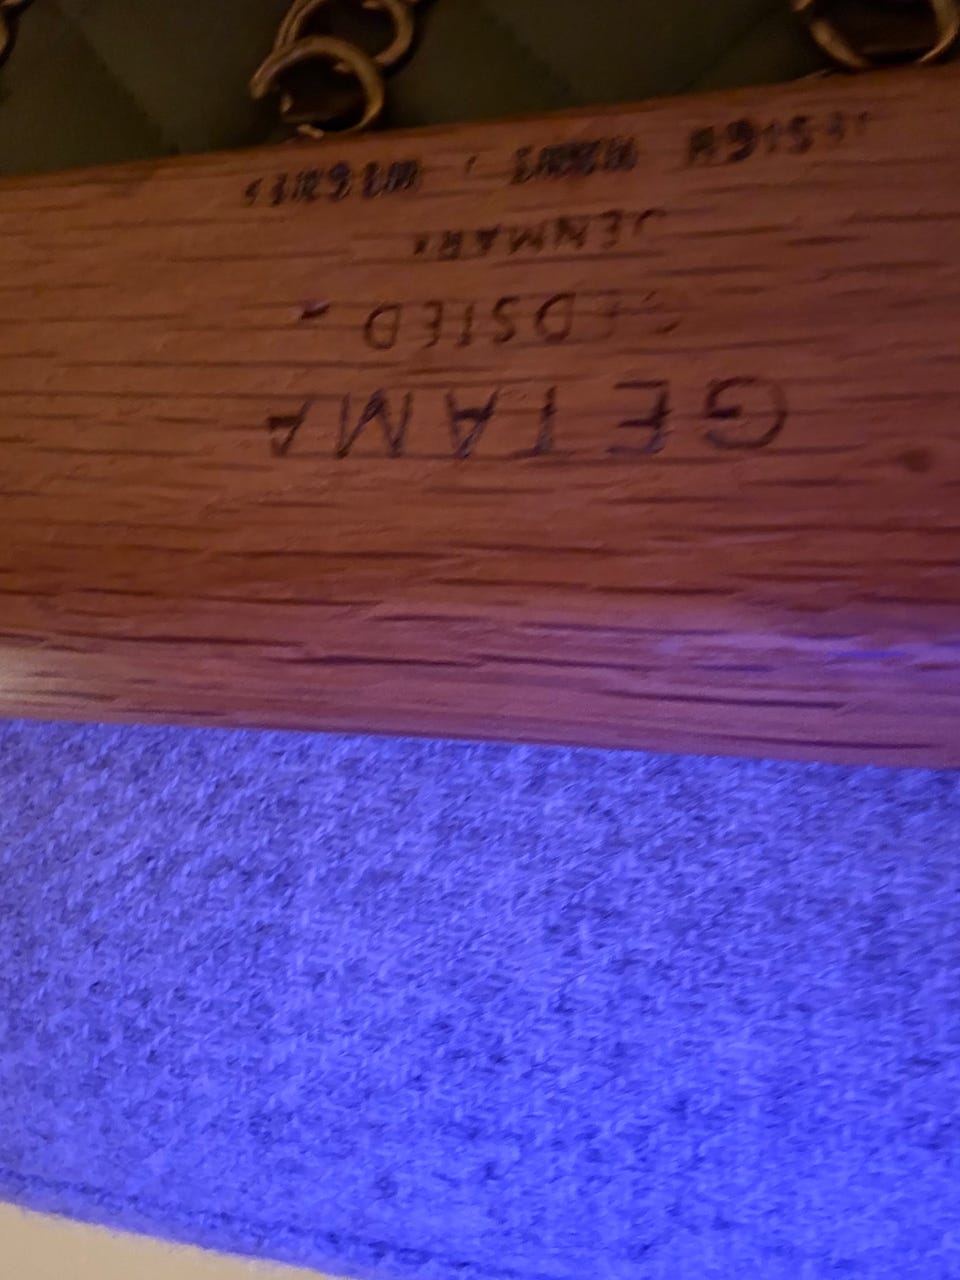 GETAMA
GEDSTED -
DENMARK
DESIGN HANS WEGNER